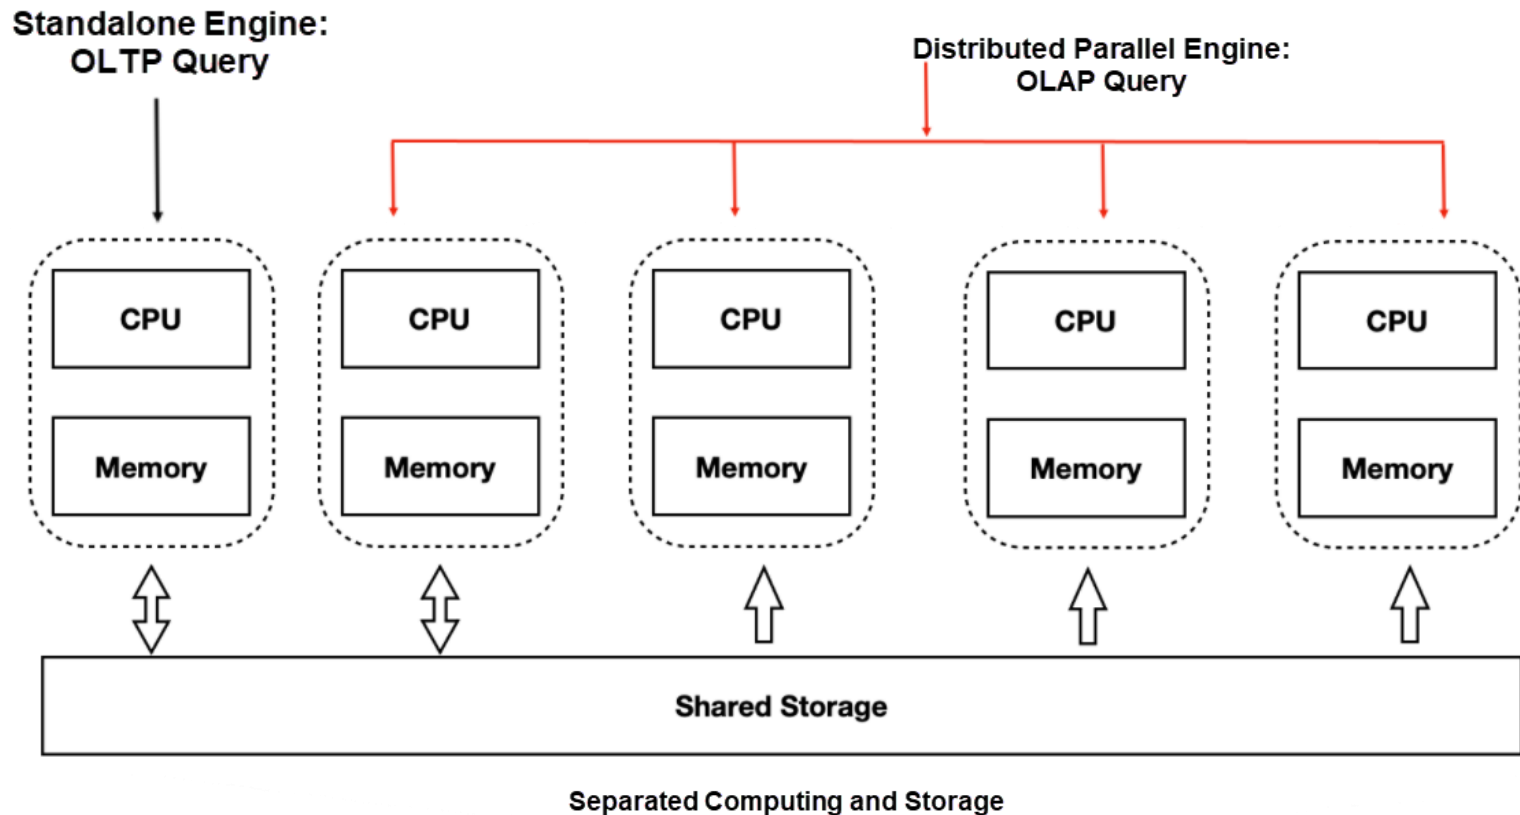 Standalone Engine:
OLTP Query
Distributed Parallel Engine:
OLAP Query
CPU
CPU
CPU
CPU
CPU
Memory
Memory
Memory
Memory
Memory
Shared Storage
Separated Computing and Storage